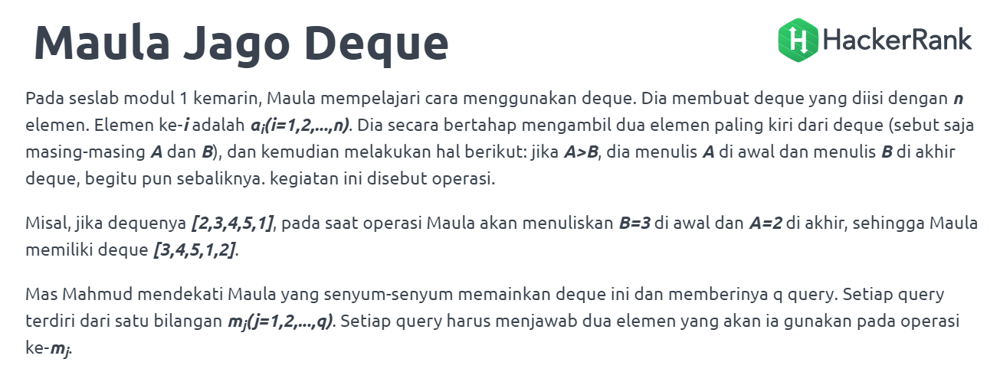 Maula Jago Deque
HackerRank
Pada seslab modul 1 kemarin, Maula mempelajari cara menggunakan deque. Dia membuat deque yang diisi dengan n
elemen. Elemen ke-i adalah ai(i=1,2,...,n). Dia secara bertahap mengambil dua elemen paling kiri dari deque (sebut saja
masing-masing A dan B), dan kemudian melakukan hal berikut: jika A>B, dia menulis A di awal dan menulis B di akhir
deque, begitu pun sebaliknya. kegiatan ini disebut operasi.
Misal, jika dequenya [2,3,4,5,1], pada saat operasi Maula akan menuliskan B=3 di awal dan A=2 di akhir, sehingga Maula
memiliki deque [3,4,5,1,2].
Mas Mahmud mendekati Maula yang senyum-senyum memainkan deque ini dan memberinya q query. Setiap query
terdiri dari satu bilangan mj(j=1,2,...,q). Setiap query harus menjawab dua elemen yang akan ia gunakan pada operasi
ke-mj.